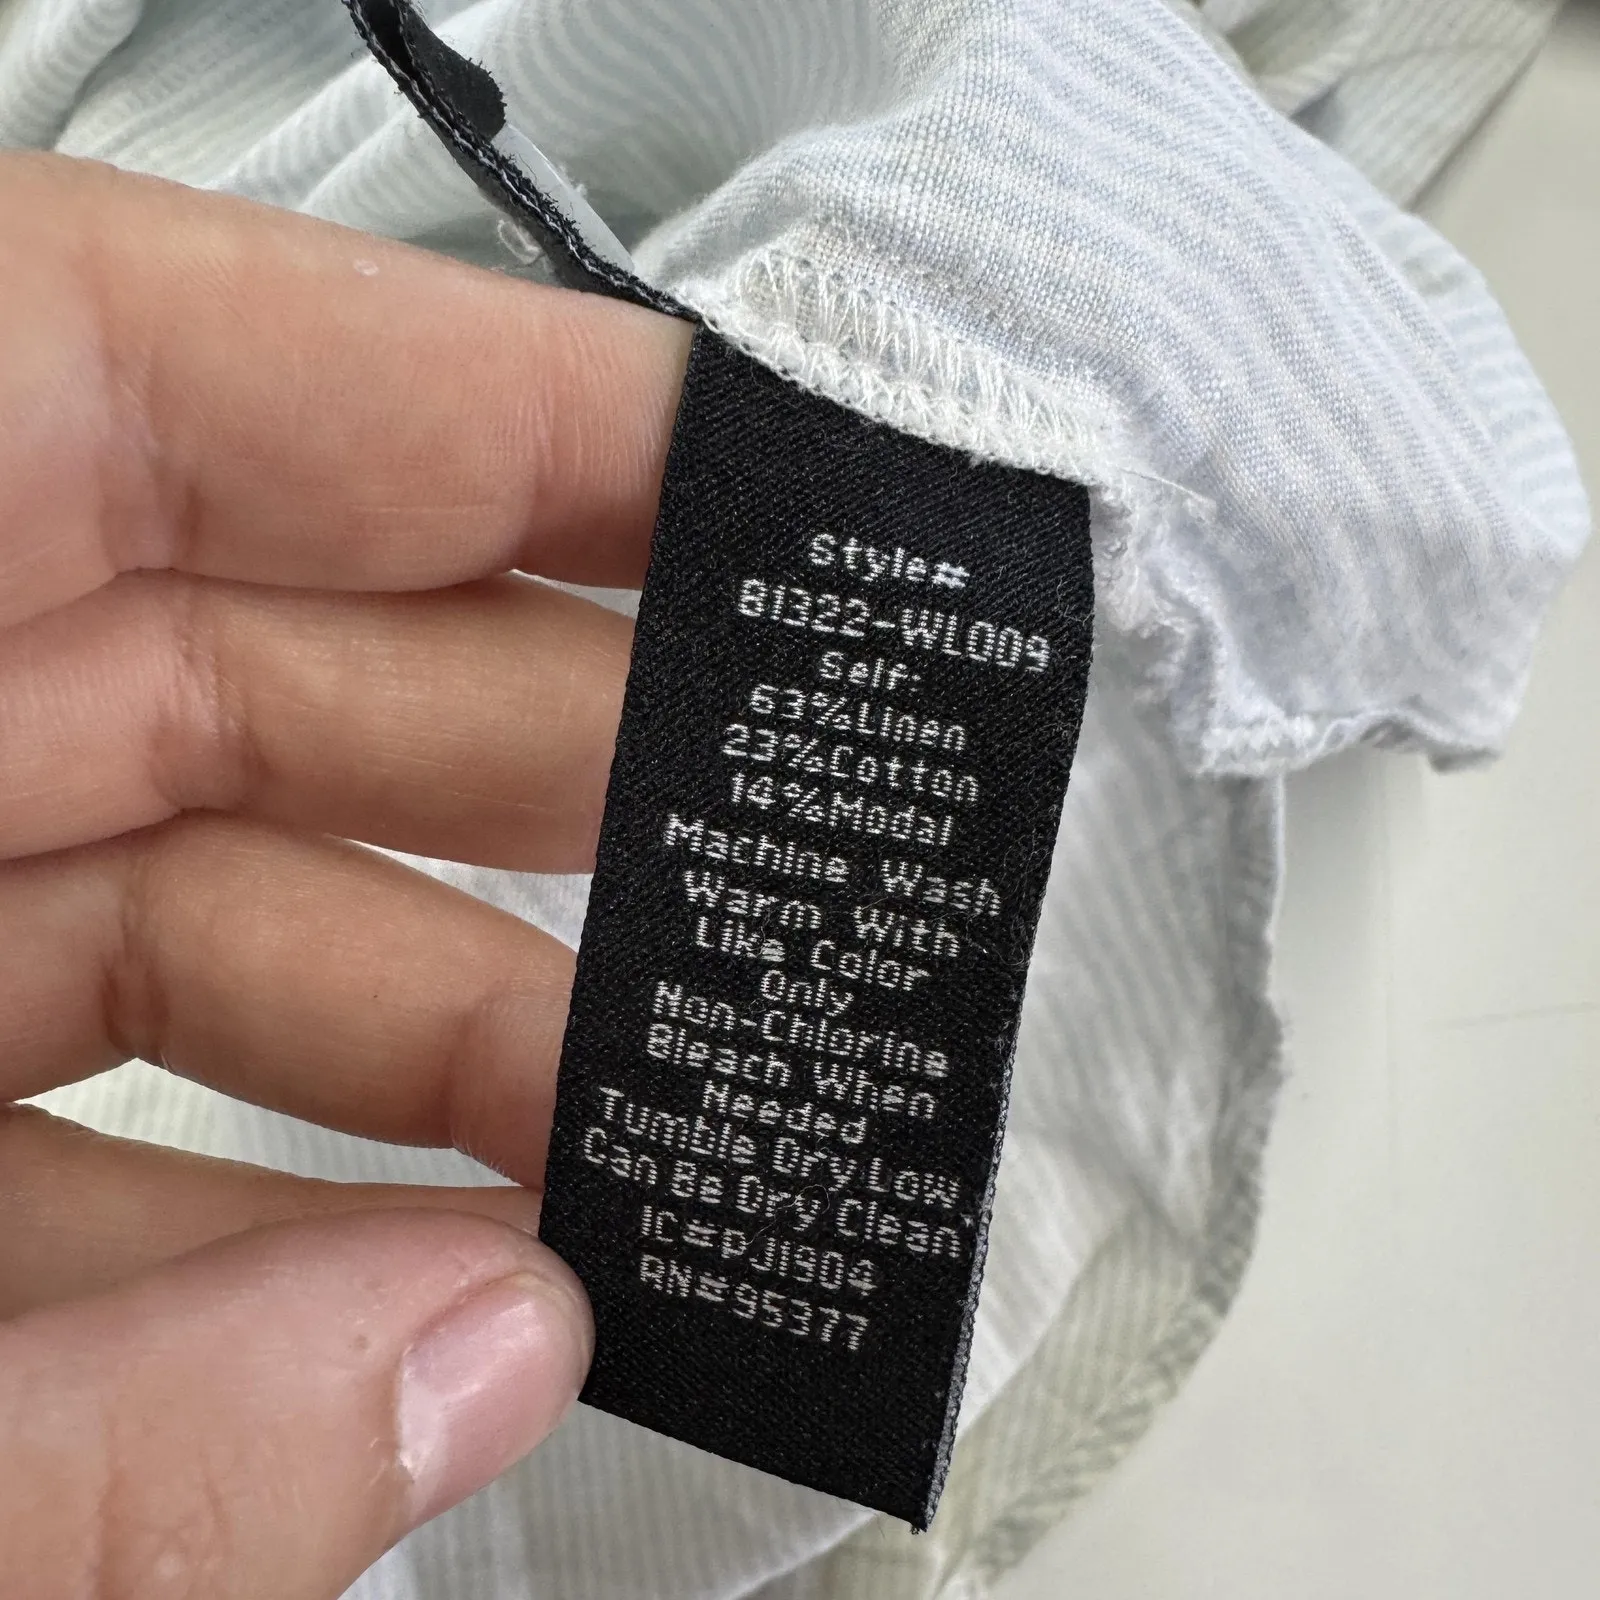 Style#
61322-WL009
Self:
63%Linen
23%Cotton
14%Modal
Machine Wash
Warm With
Like Color
Only
Non-Chlorine
Bleach When
Needed
Tumble Dry Low
Can Be Dry Clean
IC#PJ1904
RN#95377